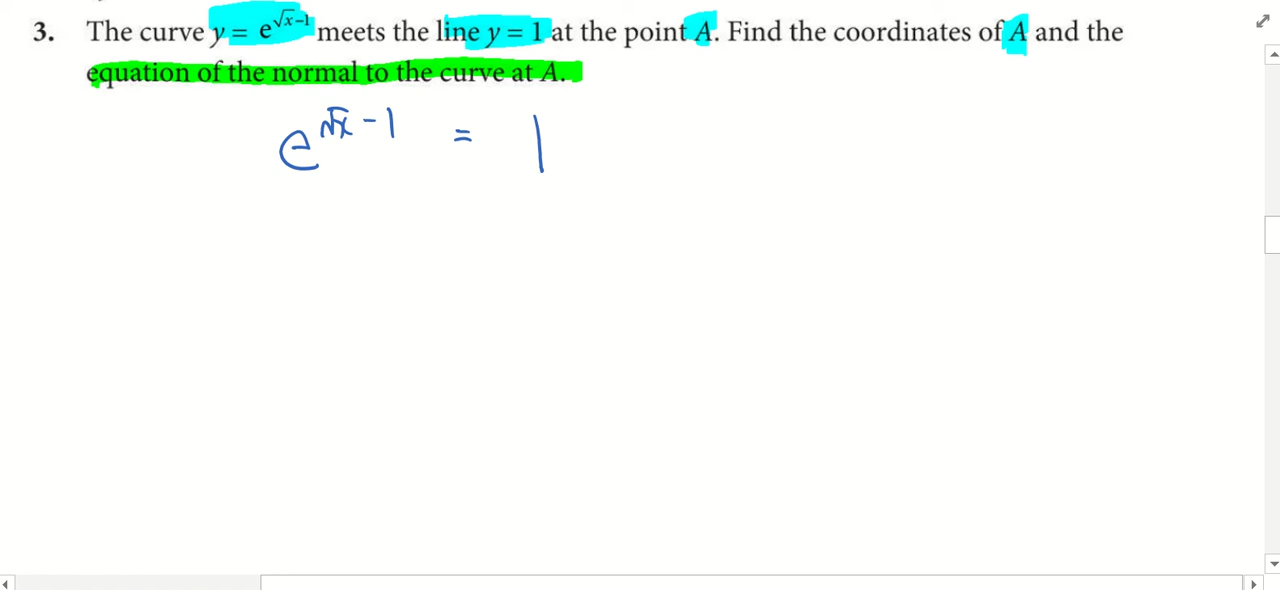 3. The curve y = e^{√x−1} meets the line y = 1 at the point A. Find the coordinates of A and the
equation of the normal to the curve at A.
e^{√x − 1} = 1